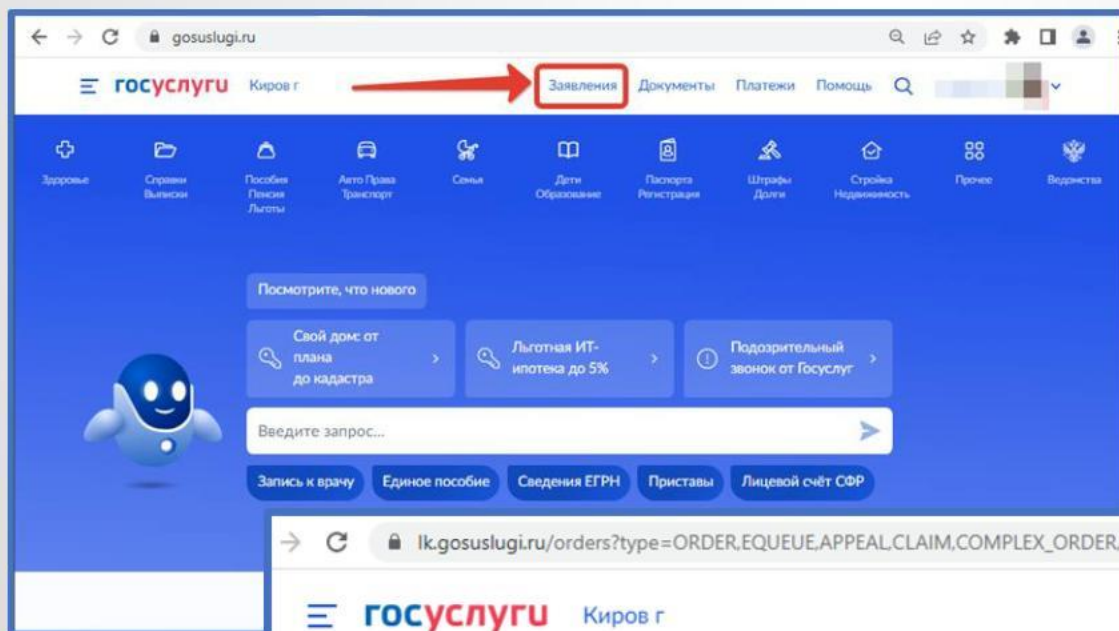 gosuslugi.ru
госуслуги Киров г Заявления Документы Платежи Помощь
Здоровье
Справки
Выписки
Пособия
Пенсия
Льготы
Авто Права
Транспорт
Семья
Дети
Образование
Паспорта
Регистрация
Штрафы
Долги
Стройка
Недвижимость
Прочее
Ведомства
Посмотрите, что нового
Свой дом: от
плана
до кадастра
Льготная ИТ-
ипотека до 5%
Подозрительный
звонок от Госуслуг
Введите запрос...
Запись к врачу Единое пособие Сведения ЕГРН Приставы Лицевой счёт СФР
lk.gosuslugi.ru/orders?type=ORDER,EQUEUE,APPEAL,CLAIM,COMPLEX_ORDER,
госуслуги Киров г